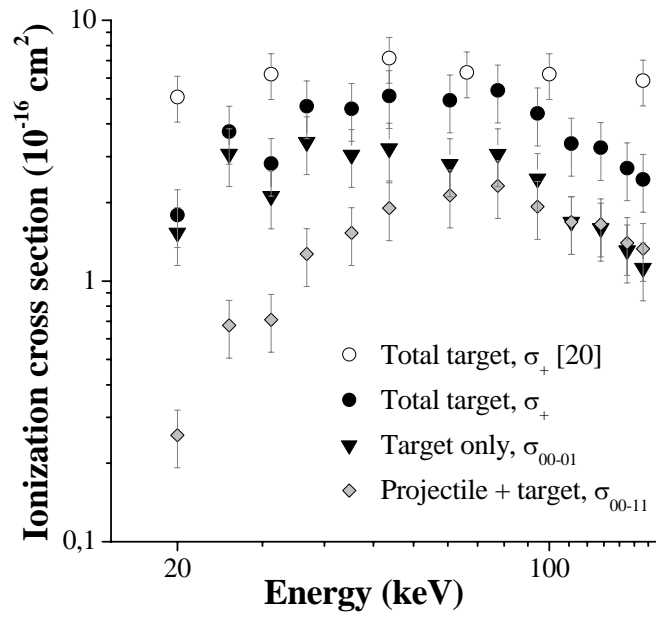 10
1
0,1
Ionization cross section (10⁻¹⁶ cm²)
Total target, σ₊ [20]
Total target, σ₊
Target only, σ₀₀₋₀₁
Projectile + target, σ₀₀₋₁₁
20
100
Energy (keV)